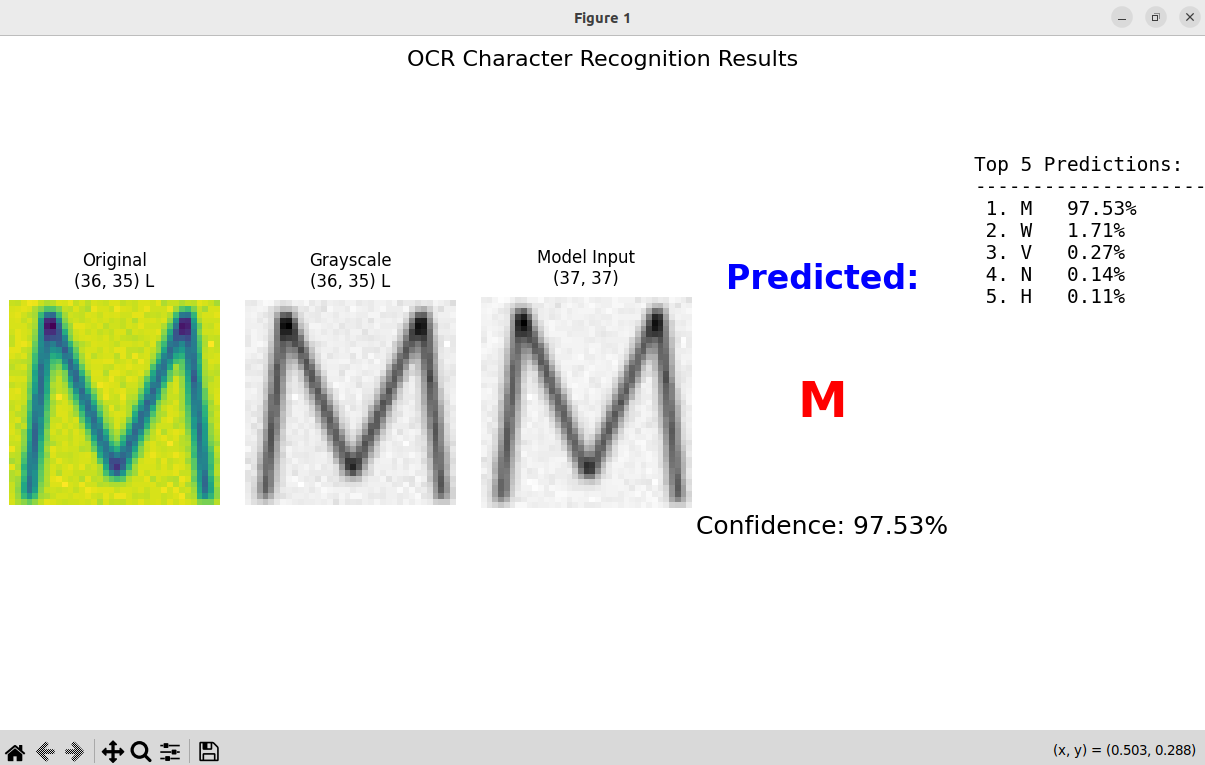 Figure 1
OCR Character Recognition Results
Original
(36, 35) L
M
Grayscale
(36, 35) L
M
Model Input
(37, 37)
M
Predicted:
M
Confidence: 97.53%
Top 5 Predictions:
--------------------
1. M 97.53%
2. W 1.71%
3. V 0.27%
4. N 0.14%
5. H 0.11%
(x, y) = (0.503, 0.288)